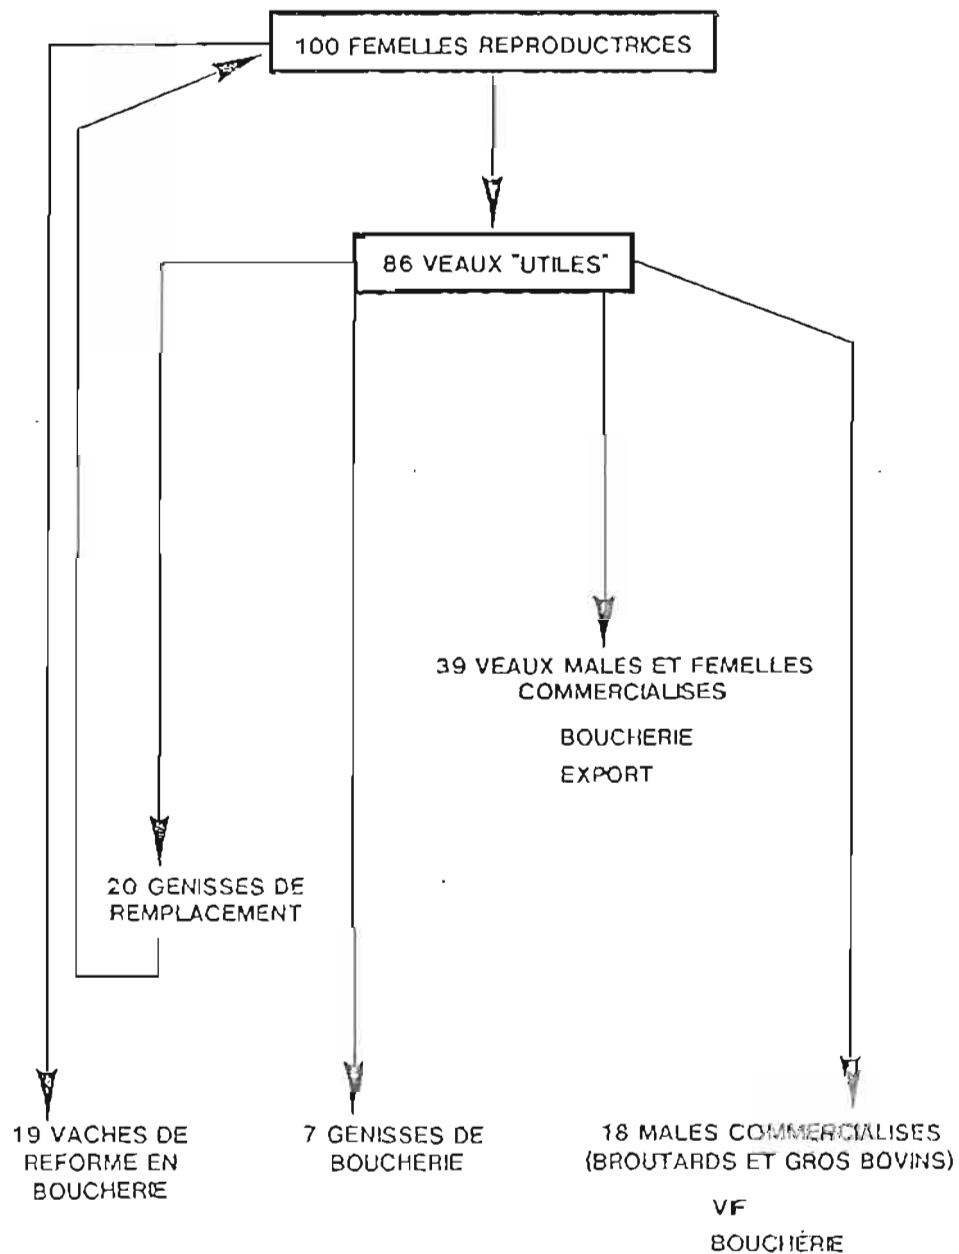 100 FEMELLES REPRODUCTRICES
86 VEAUX "UTILES"
39 VEAUX MALES ET FEMELLES
COMMERCIALISES
BOUCHERIE
EXPORT
20 GENISSES DE
REMPLACEMENT
19 VACHES DE
REFORME EN
BOUCHERIE
7 GENISSES DE
BOUCHERIE
18 MALES COMMERCIALISES
(BROUTARDS ET GROS BOVINS)
VF
BOUCHERIE